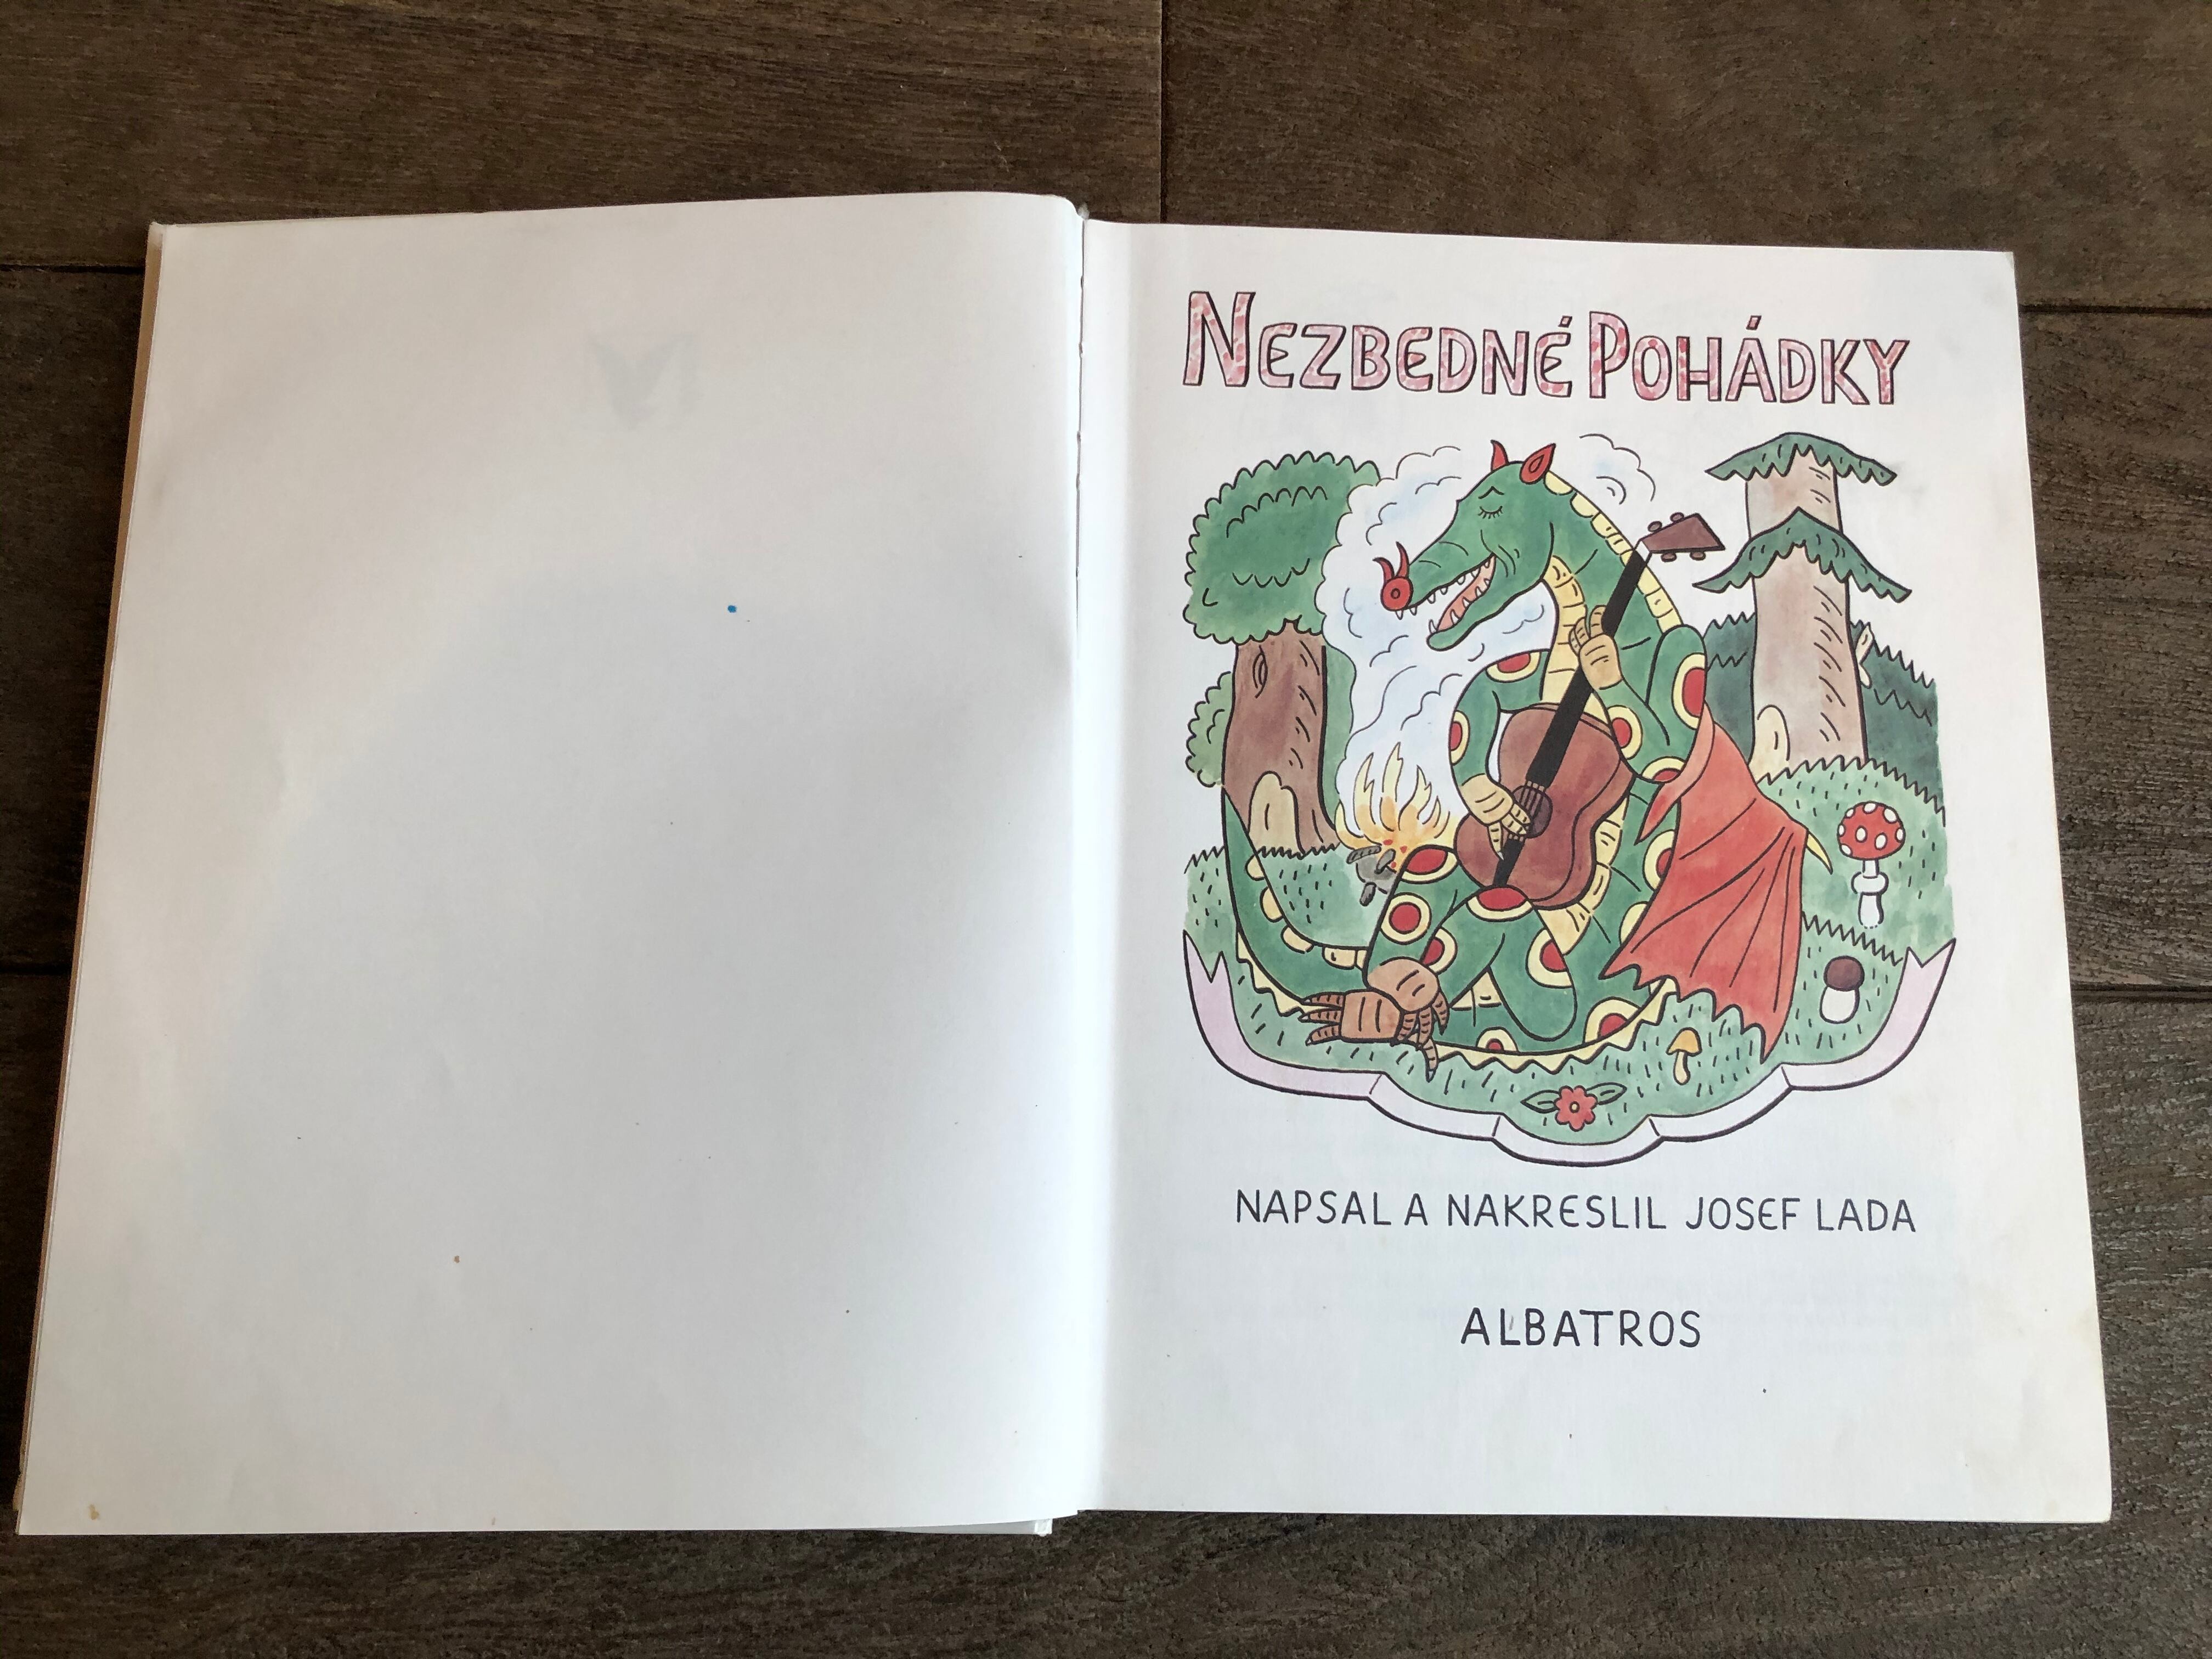 NEZBEDNÉ POHÁDKY
NAPSAL A NAKRESLIL JOSEF LADA
ALBATROS